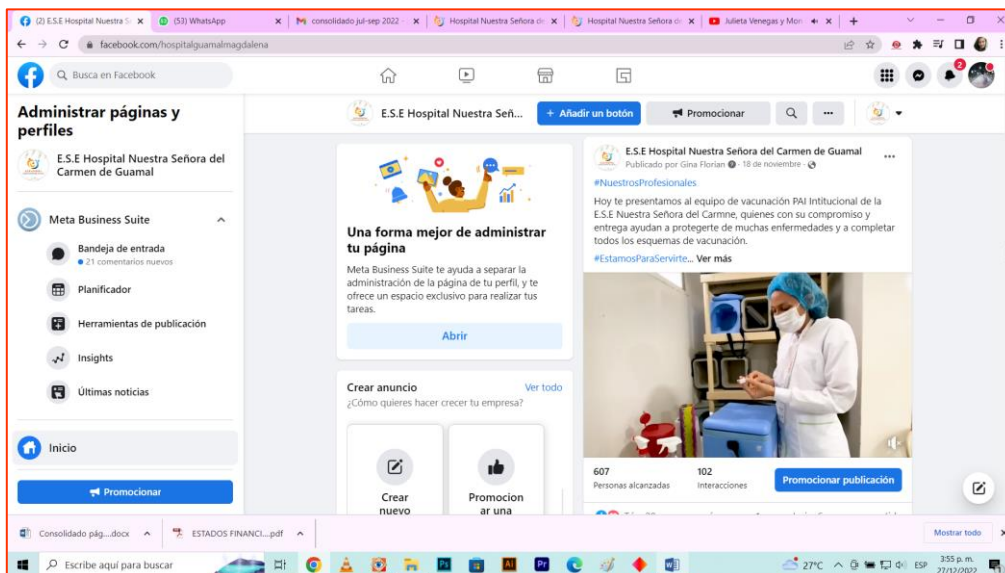 (2) E.S.E Hospital Nuestra S
(53) WhatsApp
consolidado jul-sep 2022 -
Hospital Nuestra Señora de
Hospital Nuestra Señora de
Julieta Venegas y Mon
facebook.com/hospitalguamalmagdalena
Busca en Facebook
2
Administrar páginas y
perfiles
E.S.E Hospital Nuestra Señora del
Carmen de Guamal
Meta Business Suite
Bandeja de entrada
21 comentarios nuevos
Planificador
Herramientas de publicación
Insights
Últimas noticias
Inicio
Promocionar
E.S.E Hospital Nuestra Señ...
+ Añadir un botón
Promocionar
Una forma mejor de administrar
tu página
Meta Business Suite te ayuda a separar la
administración de la página de tu perfil, y te
ofrece un espacio exclusivo para realizar tus
tareas.
Abrir
Crear anuncio
Ver todo
¿Cómo quieres hacer crecer tu empresa?
Crear
nuevo
Promocion
ar una
E.S.E Hospital Nuestra Señora del Carmen de Guamal
Publicado por Gina Florian · 18 de noviembre ·
#NuestrosProfesionales
Hoy te presentamos al equipo de vacunación PAI Intitucional de la
E.S.E Nuestra Señora del Carmne, quienes con su compromiso y
entrega ayudan a protegerte de muchas enfermedades y a completar
todos los esquemas de vacunación.
#EstamosParaServirte... Ver más
607
Personas alcanzadas
102
Interacciones
Promocionar publicación
Consolidado pág....docx
ESTADOS FINANCI....pdf
Mostrar todo
Escribe aquí para buscar
27°C
ESP
3:55 p. m.
27/12/2022